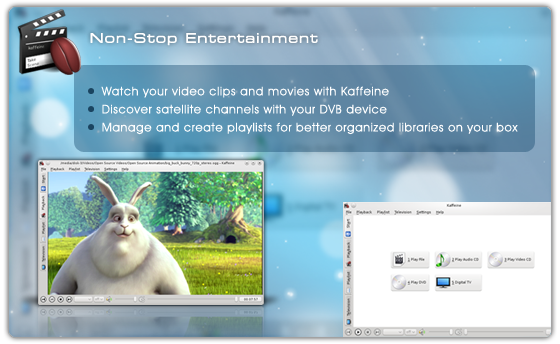 Non-Stop Entertainment
Watch your video clips and movies with Kaffeine
Discover satellite channels with your DVB device
Manage and create playlists for better organized libraries on your box
File Playback Playlist Television Settings Help
Kaffeine
File Playback Playlist Television Settings Help
Start
Playback
Playlist
Television
Start
Playback
Playlist
Television
1 Play File
2 Play Audio CD
3 Play Video CD
4 Play DVD
5 Digital TV